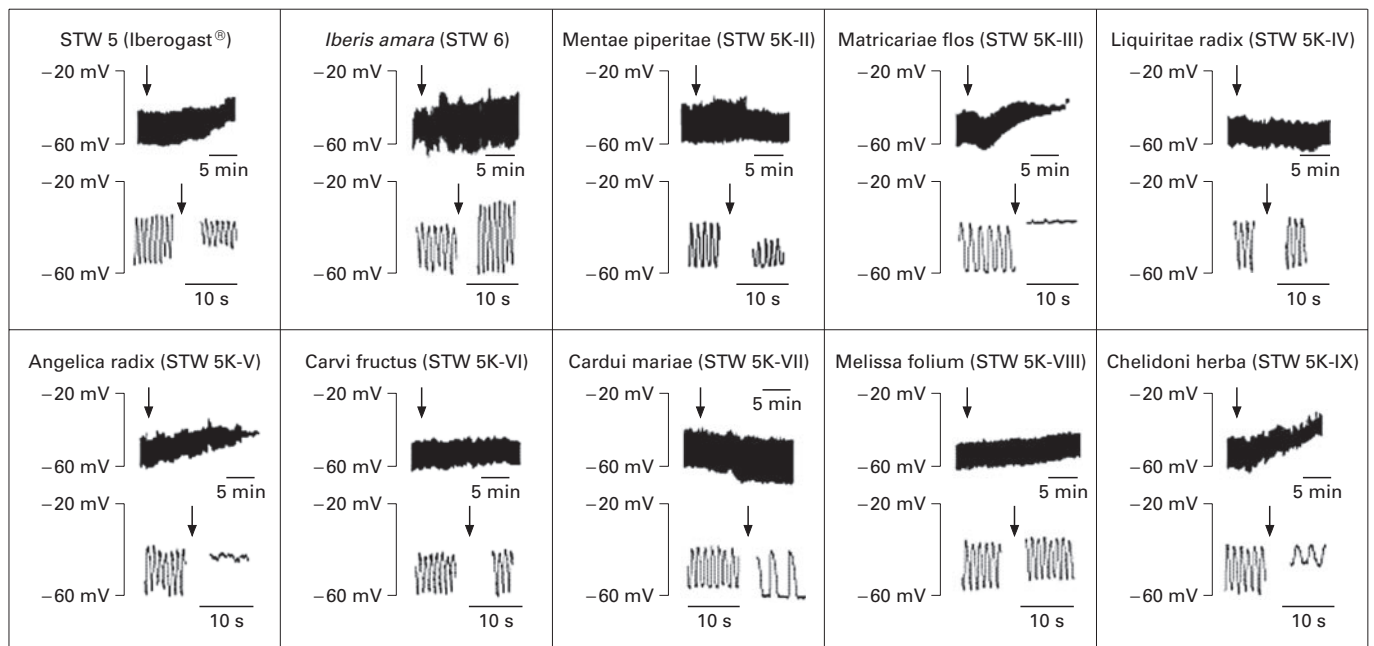 STW 5 (Iberogast®)
−20 mV
−60 mV
5 min
−20 mV
−60 mV
10 s
Iberis amara (STW 6)
−20 mV
−60 mV
5 min
−20 mV
−60 mV
10 s
Mentae piperitae (STW 5K-II)
−20 mV
−60 mV
5 min
−20 mV
−60 mV
10 s
Matricariae flos (STW 5K-III)
−20 mV
−60 mV
5 min
−20 mV
−60 mV
10 s
Liquiritae radix (STW 5K-IV)
−20 mV
−60 mV
5 min
−20 mV
−60 mV
10 s
Angelica radix (STW 5K-V)
−20 mV
−60 mV
5 min
−20 mV
−60 mV
10 s
Carvi fructus (STW 5K-VI)
−20 mV
−60 mV
5 min
−20 mV
−60 mV
10 s
Cardui mariae (STW 5K-VII)
−20 mV
5 min
−60 mV
−20 mV
−60 mV
10 s
Melissa folium (STW 5K-VIII)
−20 mV
−60 mV
5 min
−20 mV
−60 mV
10 s
Chelidoni herba (STW 5K-IX)
−20 mV
−60 mV
5 min
−20 mV
−60 mV
10 s